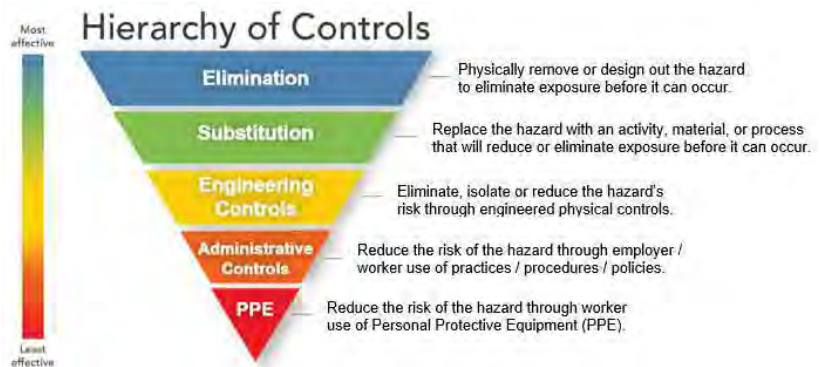 Hierarchy of Controls
Most
effective
Elimination
Physically remove or design out the hazard
to eliminate exposure before it can occur.
Substitution
Replace the hazard with an activity, material, or process
that will reduce or eliminate exposure before it can occur.
Engineering
Controls
Eliminate, isolate or reduce the hazard's
risk through engineered physical controls.
Administrative
Controls
Reduce the risk of the hazard through employer /
worker use of practices / procedures / policies.
PPE
Reduce the risk of the hazard through worker
use of Personal Protective Equipment (PPE).
Least
effective